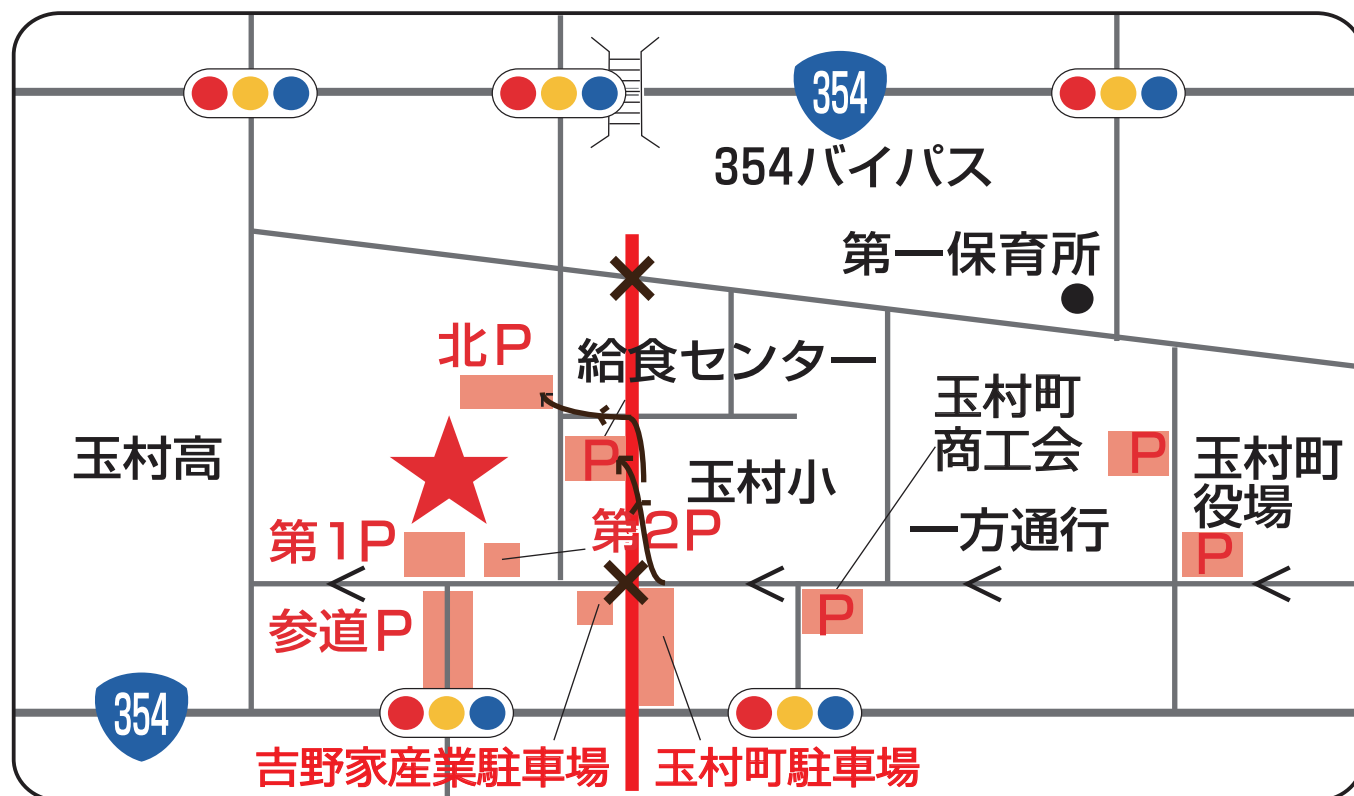 354
354バイパス
第一保育所
北P
給食センター
玉村町
商工会
玉村高
P
P
玉村小
玉村町
役場
第1P
第2P
一方通行
P
参道P
P
354
吉野家産業駐車場
玉村町駐車場